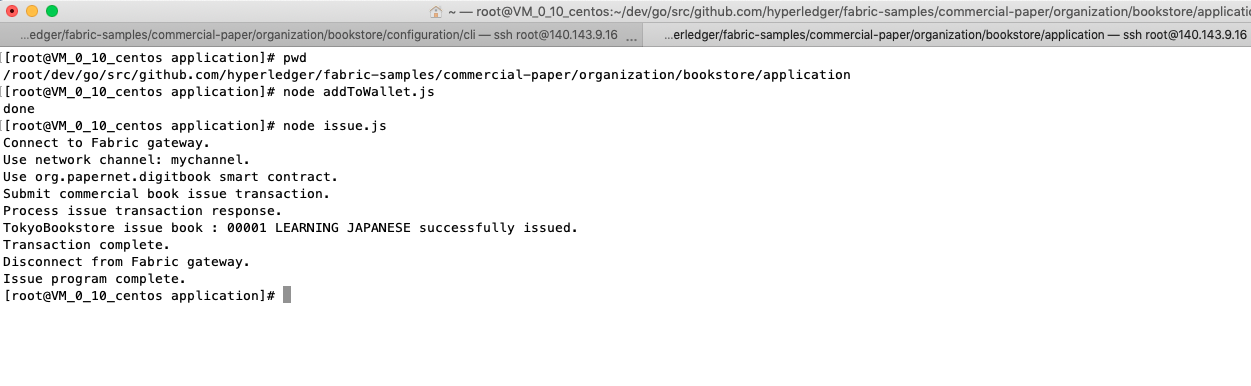 ~ — root@VM_0_10_centos:~/dev/go/src/github.com/hyperledger/fabric-samples/commercial-paper/organization/bookstore/applicatio
...edger/fabric-samples/commercial-paper/organization/bookstore/configuration/cli — ssh root@140.143.9.16 ...
...erledger/fabric-samples/commercial-paper/organization/bookstore/application — ssh root@140.143.9.16
[root@VM_0_10_centos application]# pwd
/root/dev/go/src/github.com/hyperledger/fabric-samples/commercial-paper/organization/bookstore/application
[root@VM_0_10_centos application]# node addToWallet.js
done
[root@VM_0_10_centos application]# node issue.js
Connect to Fabric gateway.
Use network channel: mychannel.
Use org.papernet.digitbook smart contract.
Submit commercial book issue transaction.
Process issue transaction response.
TokyoBookstore issue book : 00001 LEARNING JAPANESE successfully issued.
Transaction complete.
Disconnect from Fabric gateway.
Issue program complete.
[root@VM_0_10_centos application]#